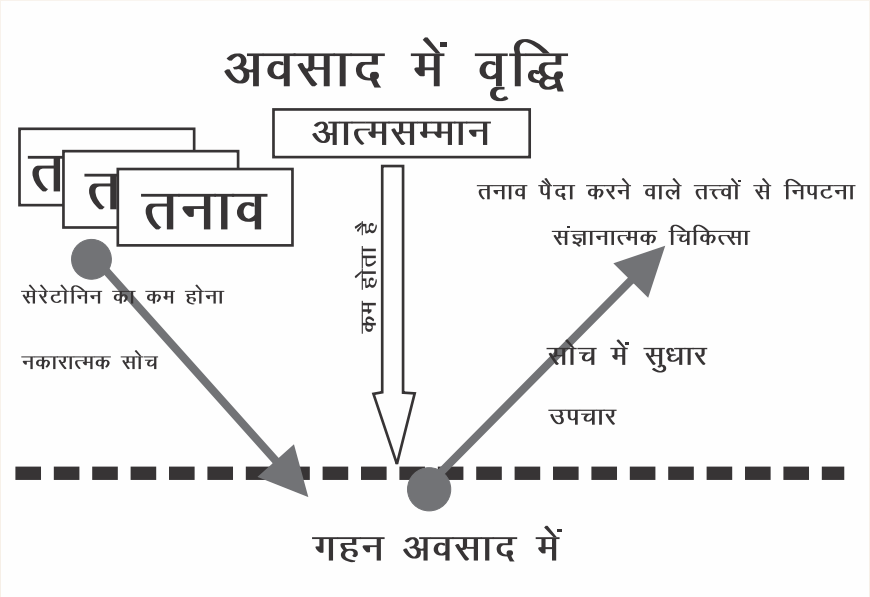 अवसाद में वृद्धि
आत्मसम्मान
त
त
तनाव
तनाव पैदा करने वाले तत्त्वों से निपटना
संज्ञानात्मक चिकित्सा
कम होता है
सेरेटोनिन का कम होना
नकारात्मक सोच
सोच में सुधार
उपचार
गहन अवसाद में